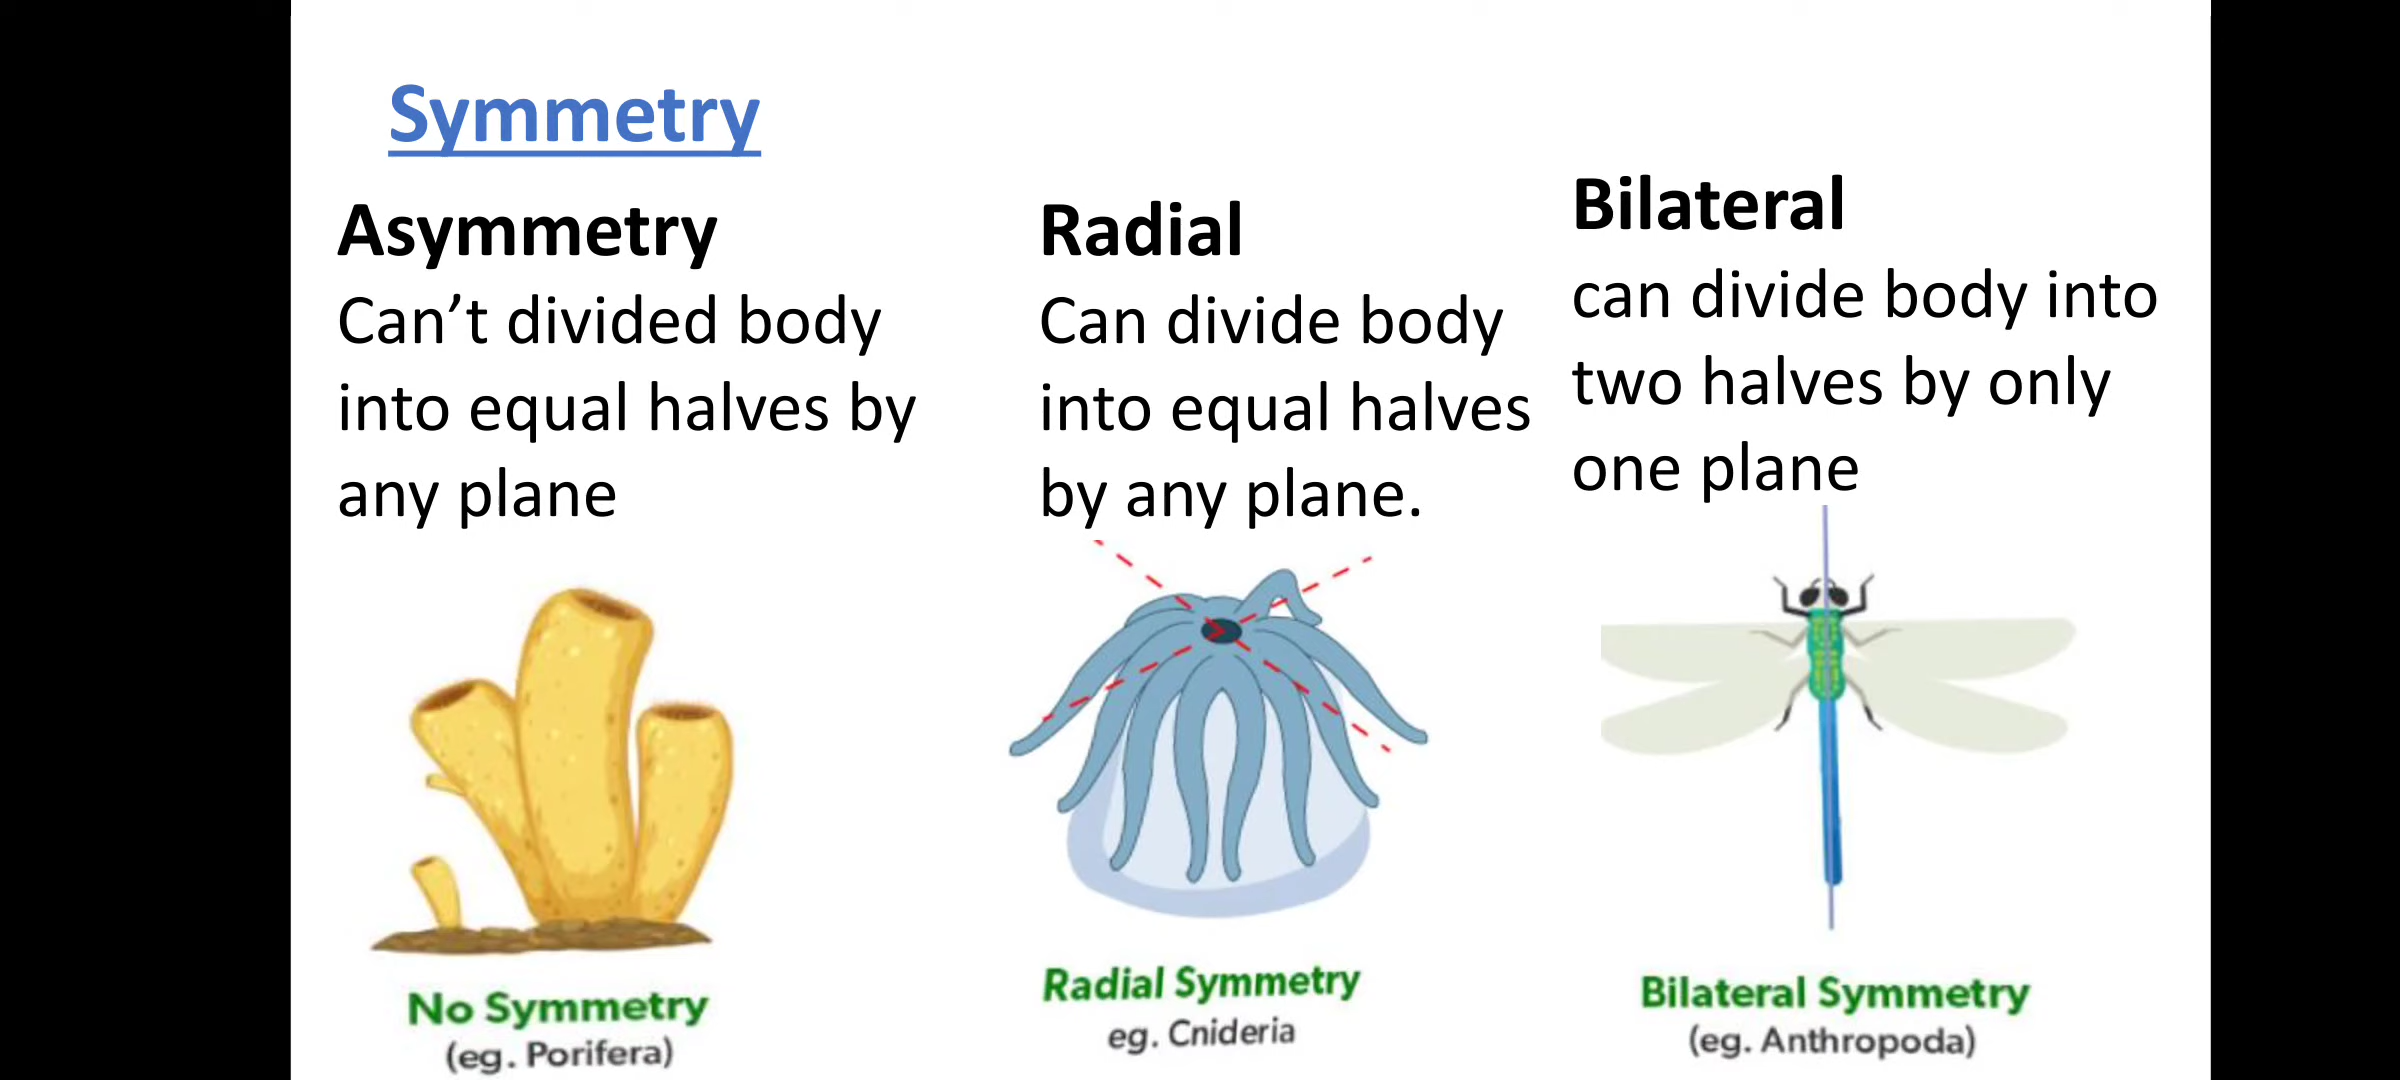 Symmetry
Asymmetry
Can’t divided body
into equal halves by
any plane
No Symmetry
(eg. Porifera)
Radial
Can divide body
into equal halves
by any plane.
Radial Symmetry
eg. Cnideria
Bilateral
can divide body into
two halves by only
one plane
Bilateral Symmetry
(eg. Anthropoda)